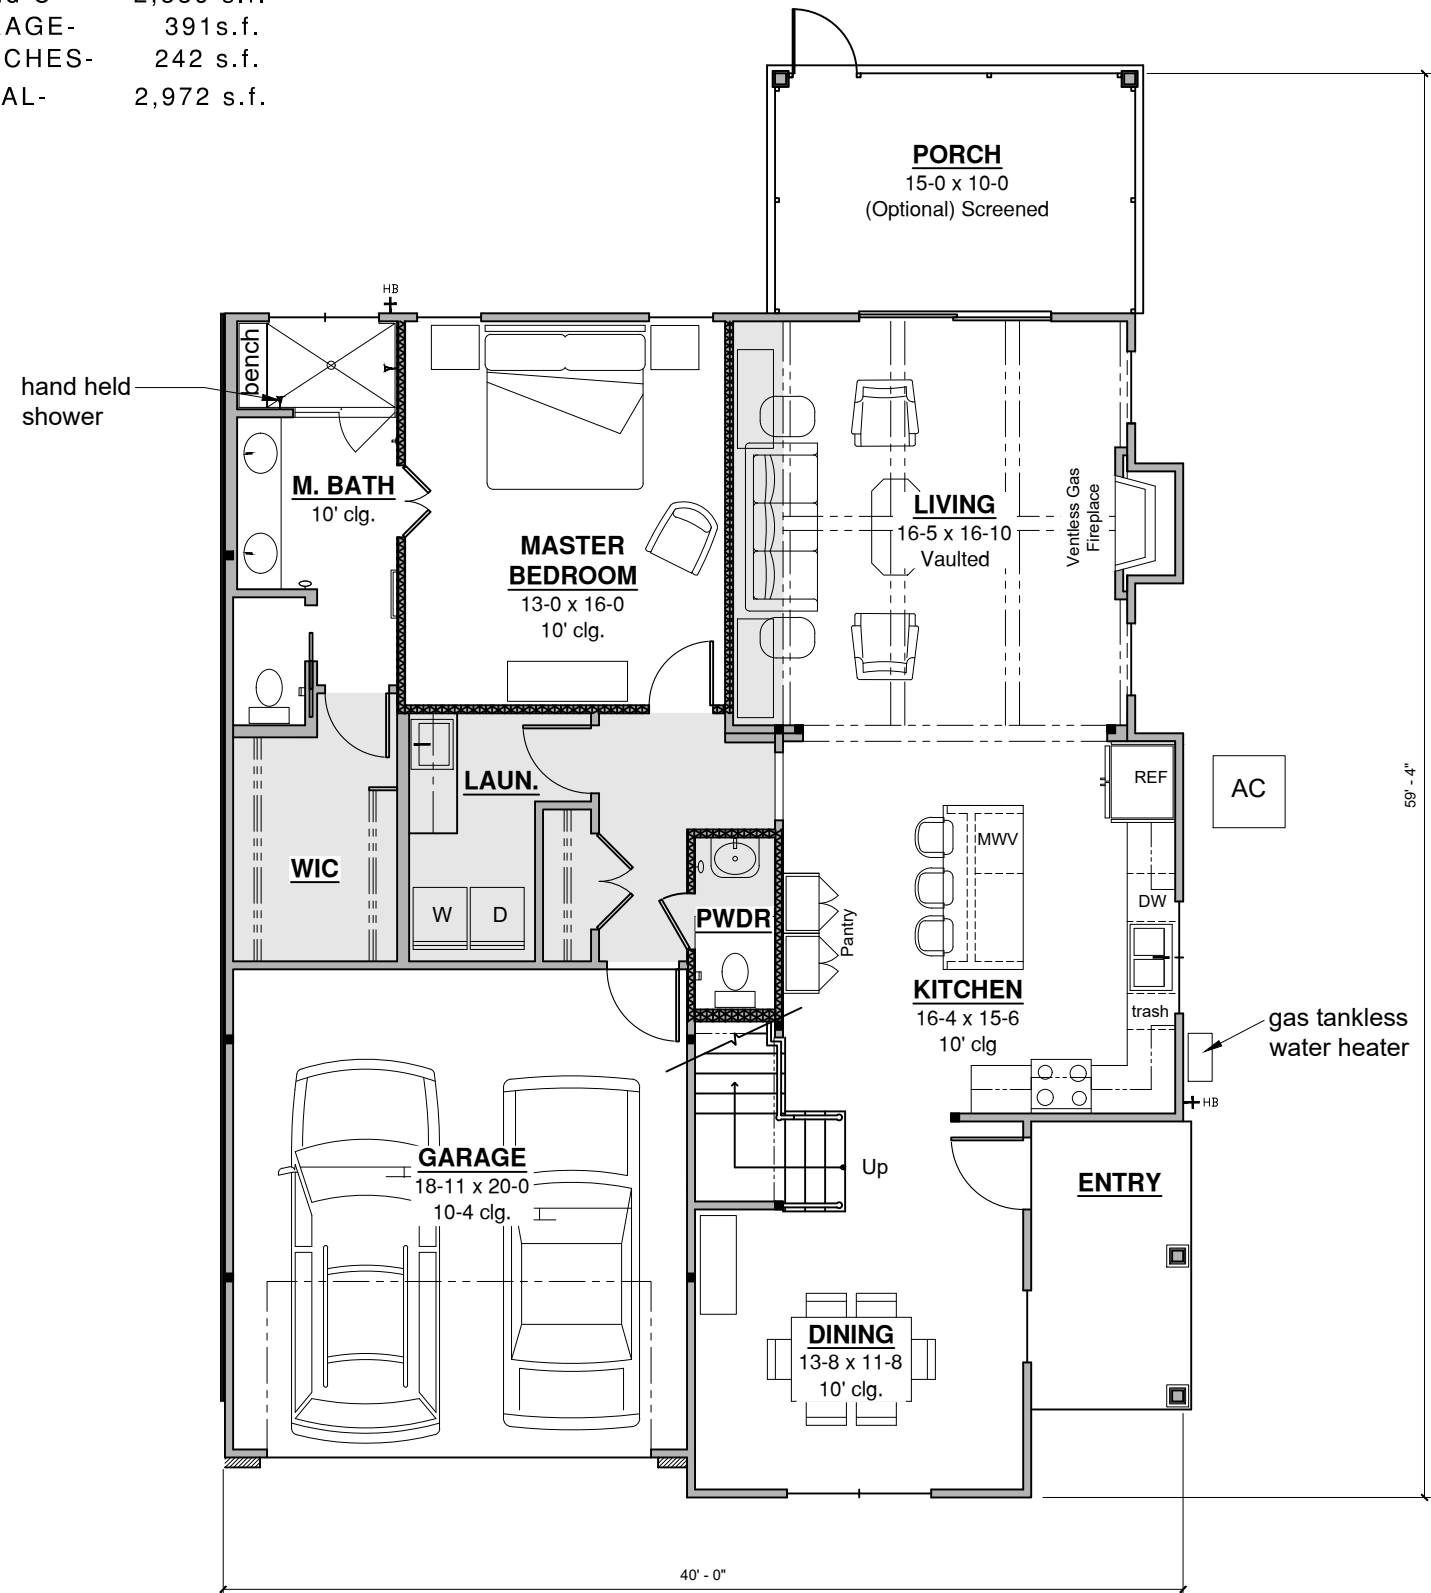 AGE- 391s.f.
CHES- 242 s.f.
AL- 2,972 s.f.
PORCH
15-0 x 10-0
(Optional) Screened
HB
bench
hand held
shower
M. BATH
10' clg.
MASTER
BEDROOM
13-0 x 16-0
10' clg.
LIVING
16-5 x 16-10
Vaulted
Ventless Gas
Fireplace
LAUN.
REF
AC
59' - 4"
MWV
WIC
W
D
PWDR
Pantry
DW
KITCHEN
16-4 x 15-6
10' clg
trash
gas tankless
water heater
HB
GARAGE
18-11 x 20-0
10-4 clg.
Up
ENTRY
DINING
13-8 x 11-8
10' clg.
40' - 0"